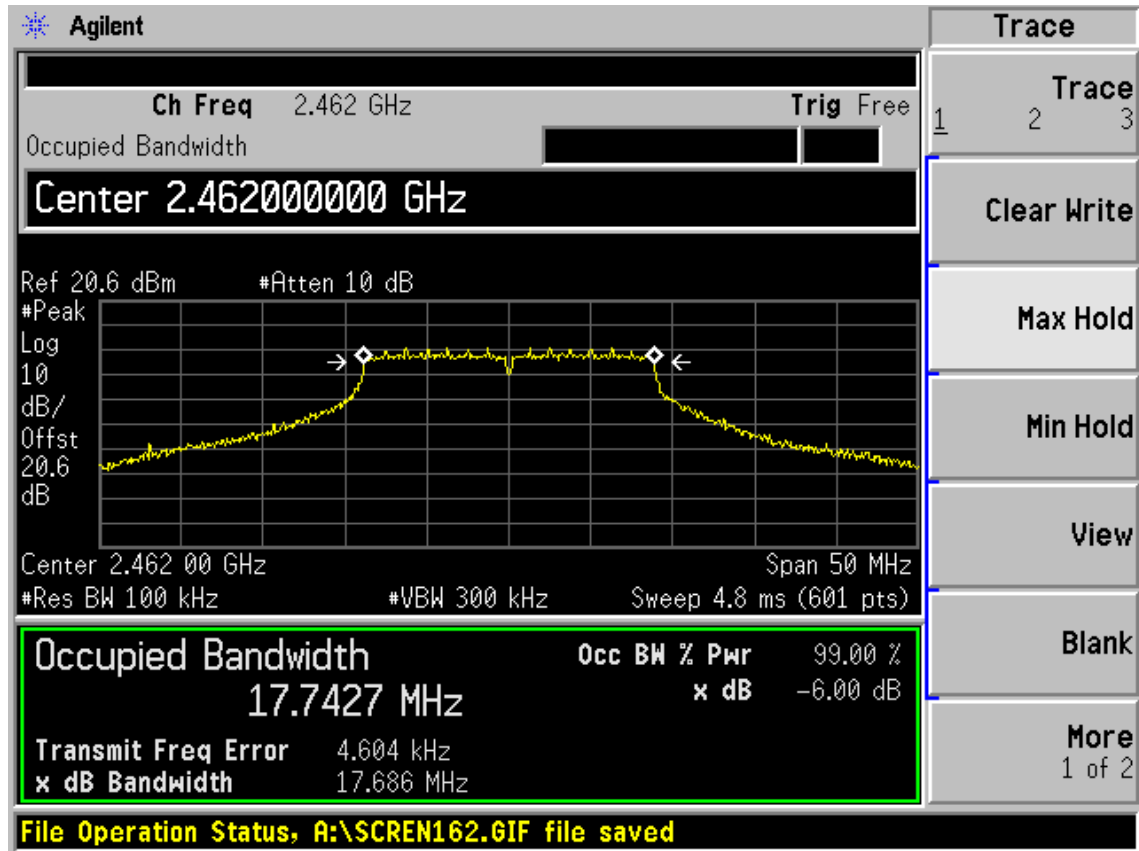 Agilent
Ch Freq 2.462 GHz Trig Free
Occupied Bandwidth
Center 2.462000000 GHz
Ref 20.6 dBm #Atten 10 dB
#Peak
Log
10
dB/
Offst
20.6
dB
Center 2.462 00 GHz Span 50 MHz
#Res BW 100 kHz #VBW 300 kHz Sweep 4.8 ms (601 pts)
Occupied Bandwidth Occ BW % Pwr 99.00 %
17.7427 MHz x dB -6.00 dB
Transmit Freq Error 4.604 kHz
x dB Bandwidth 17.686 MHz
File Operation Status, A:\SCREN162.GIF file saved
Trace
Trace
1 2 3
Clear Write
Max Hold
Min Hold
View
Blank
More
1 of 2